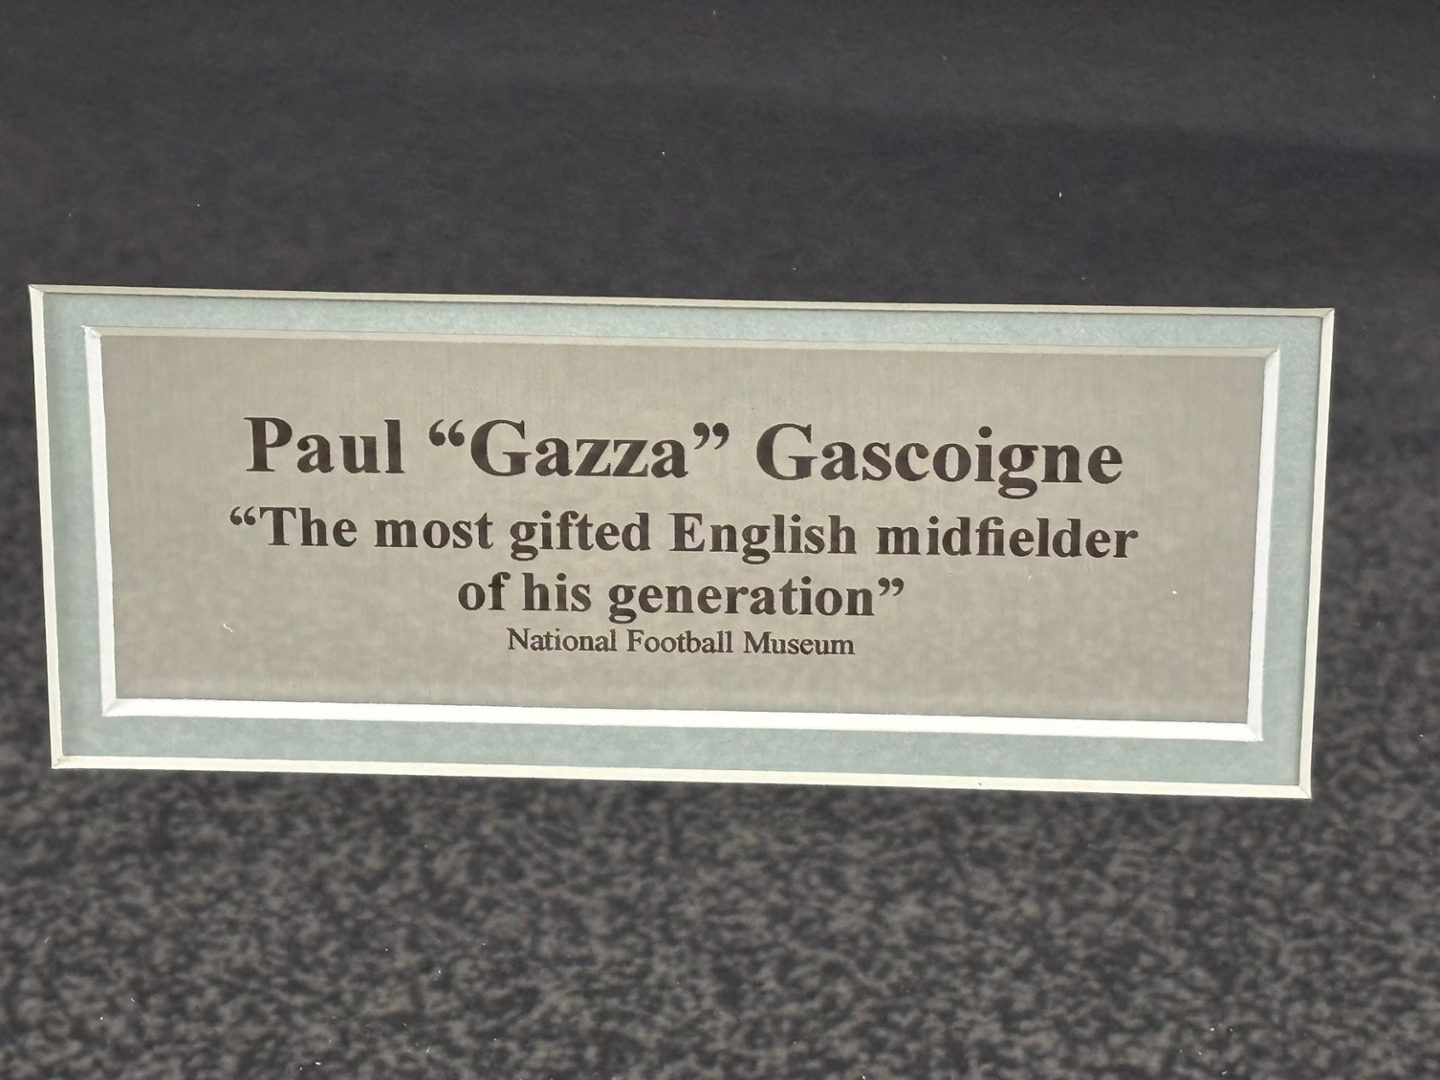 Paul “Gazza” Gascoigne
“The most gifted English midfielder
of his generation”
National Football Museum